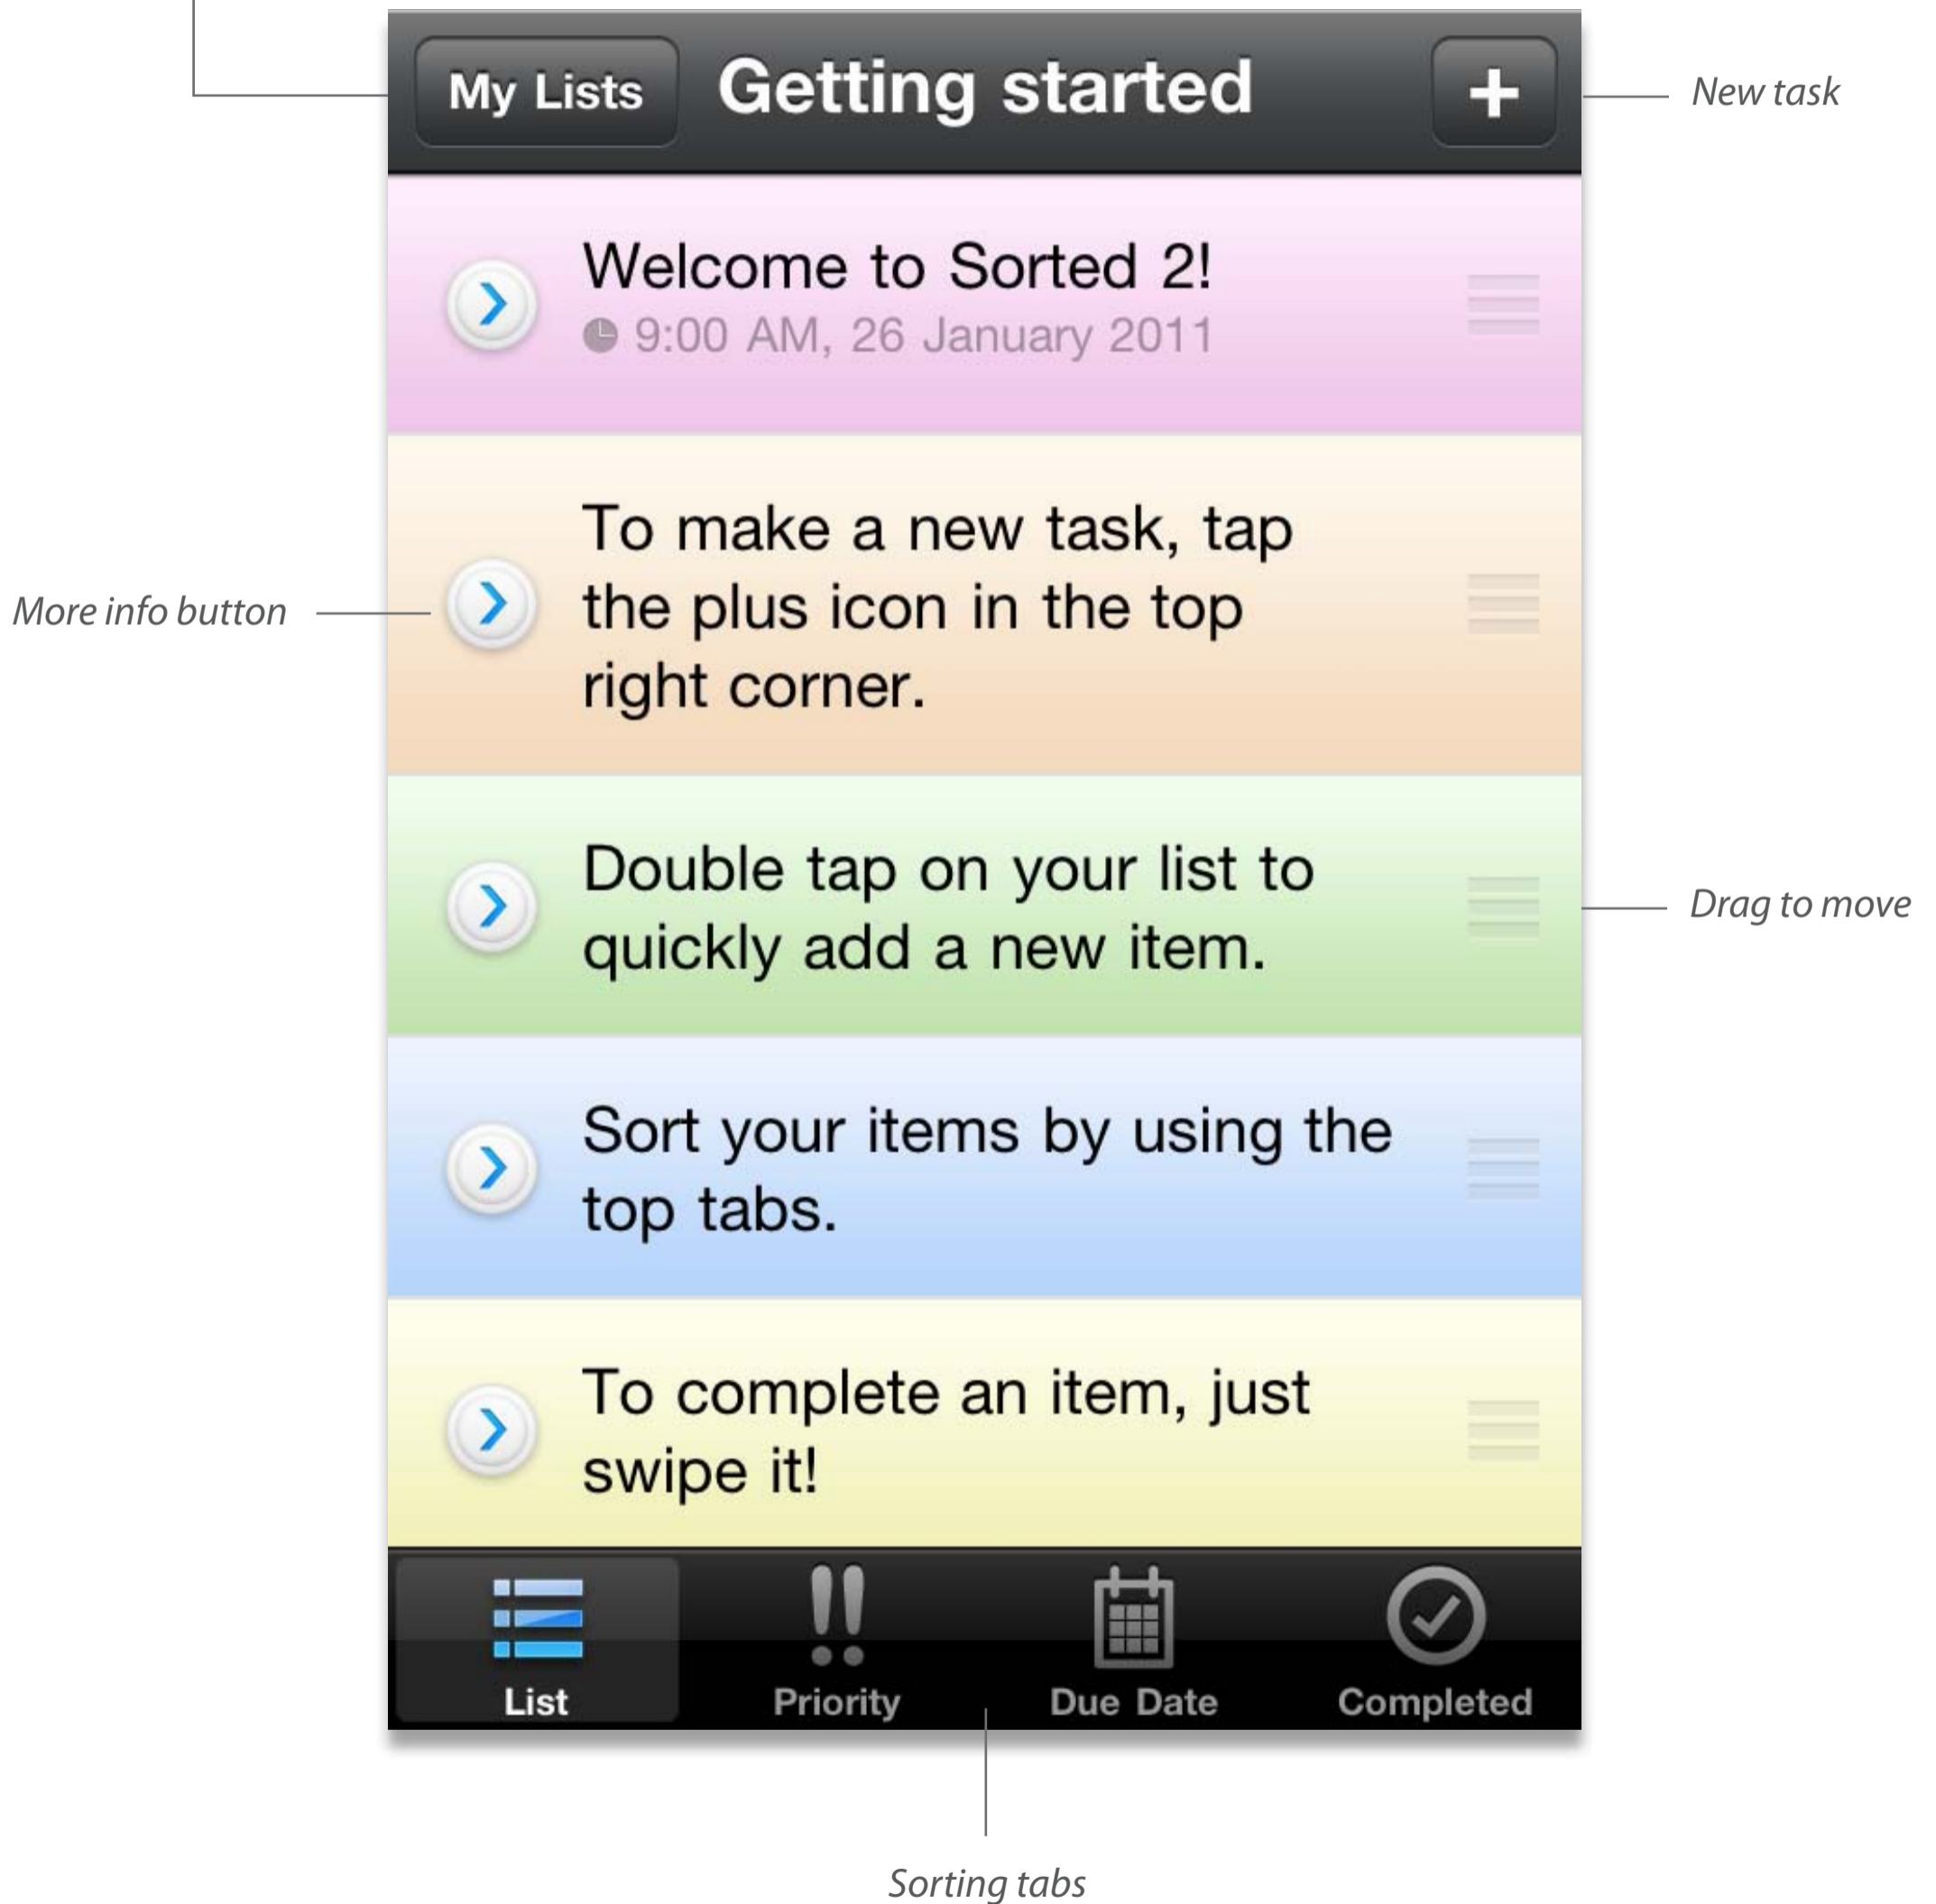 My Lists
Getting started
+
New task
Welcome to Sorted 2!
9:00 AM, 26 January 2011
To make a new task, tap
the plus icon in the top
right corner.
More info button
Double tap on your list to
quickly add a new item.
Drag to move
Sort your items by using the
top tabs.
To complete an item, just
swipe it!
List
Priority
Due Date
Completed
Sorting tabs